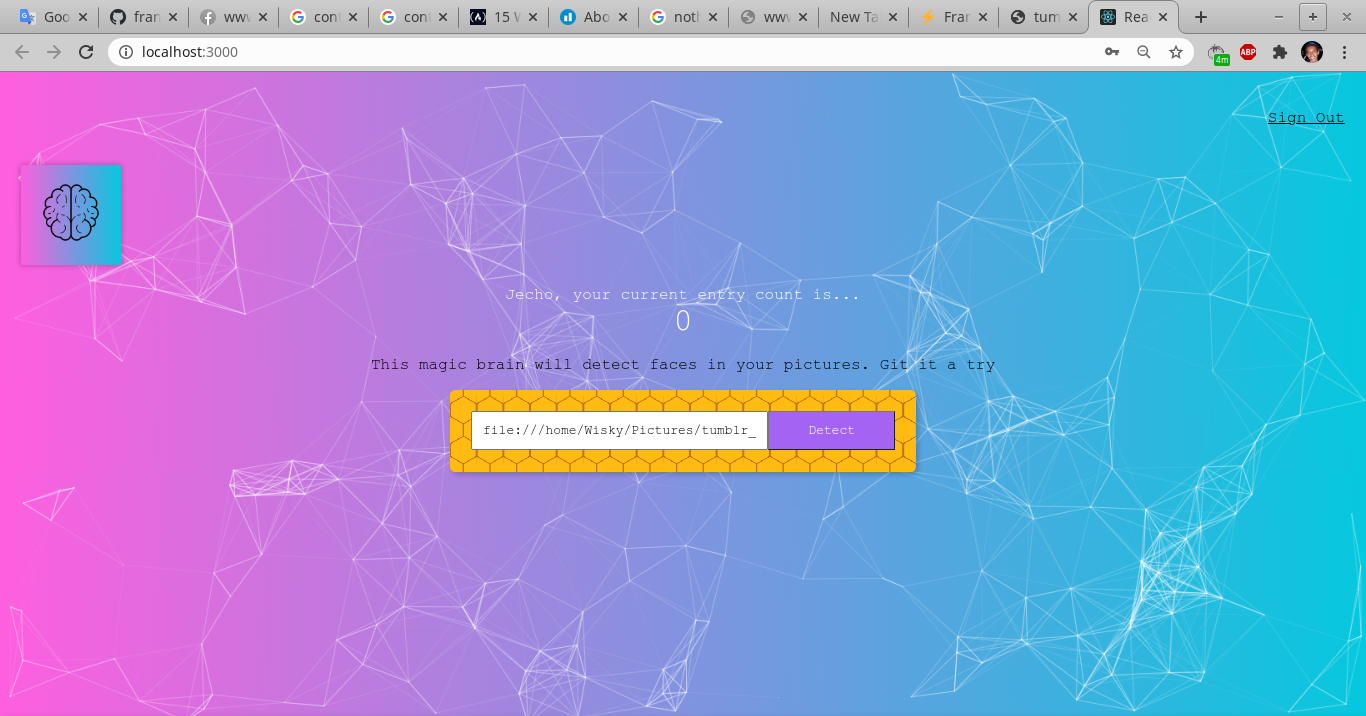 Goo fran www cont cont 15 W Abo notl www New Ta Fran tum Rea
localhost:3000
ABP 4m
Sign Out
Jecho, your current entry count is...
0
This magic brain will detect faces in your pictures. Git it a try
file:///home/Wisky/Pictures/tumblr_ Detect